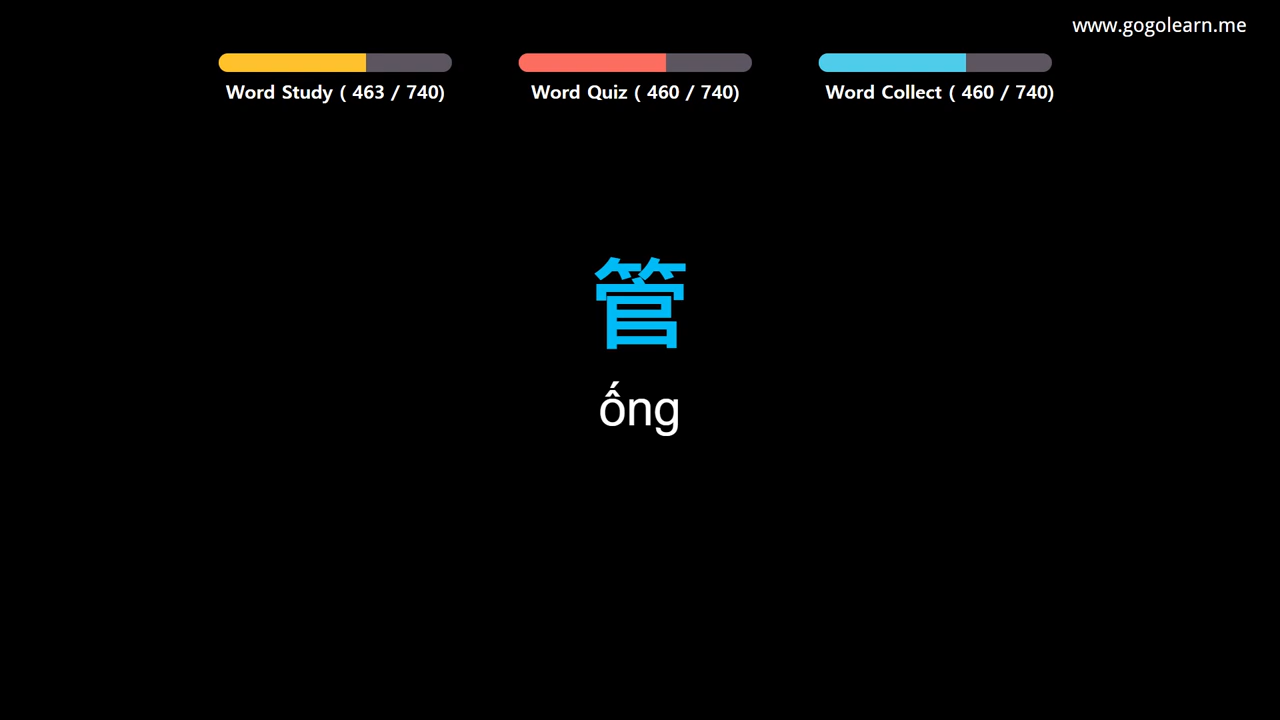 www.gogolearn.me
Word Study ( 463 / 740)
Word Quiz ( 460 / 740)
Word Collect ( 460 / 740)
管
ống